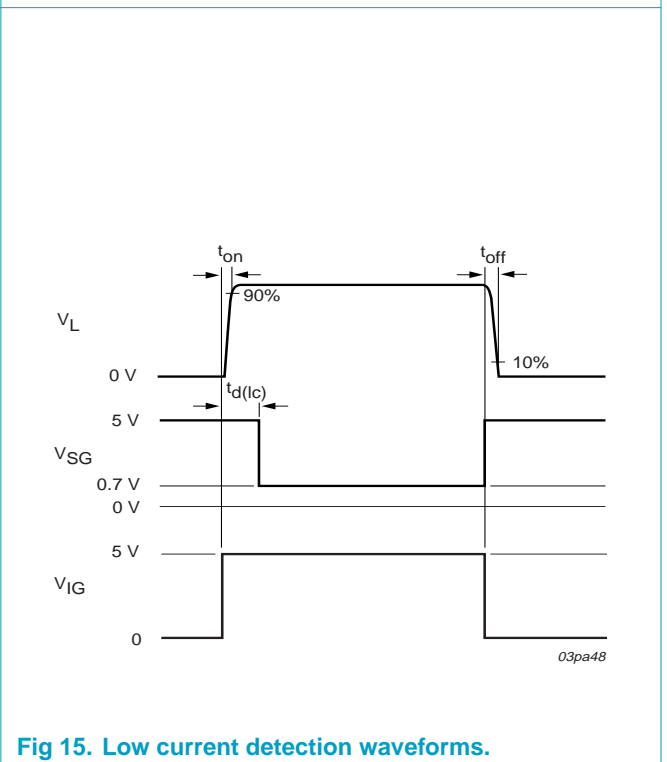 ton
toff
90%
VL
10%
0 V
td(lc)
5 V
VSG
0.7 V
0 V
5 V
VIG
0
03pa48
Fig 15. Low current detection waveforms.